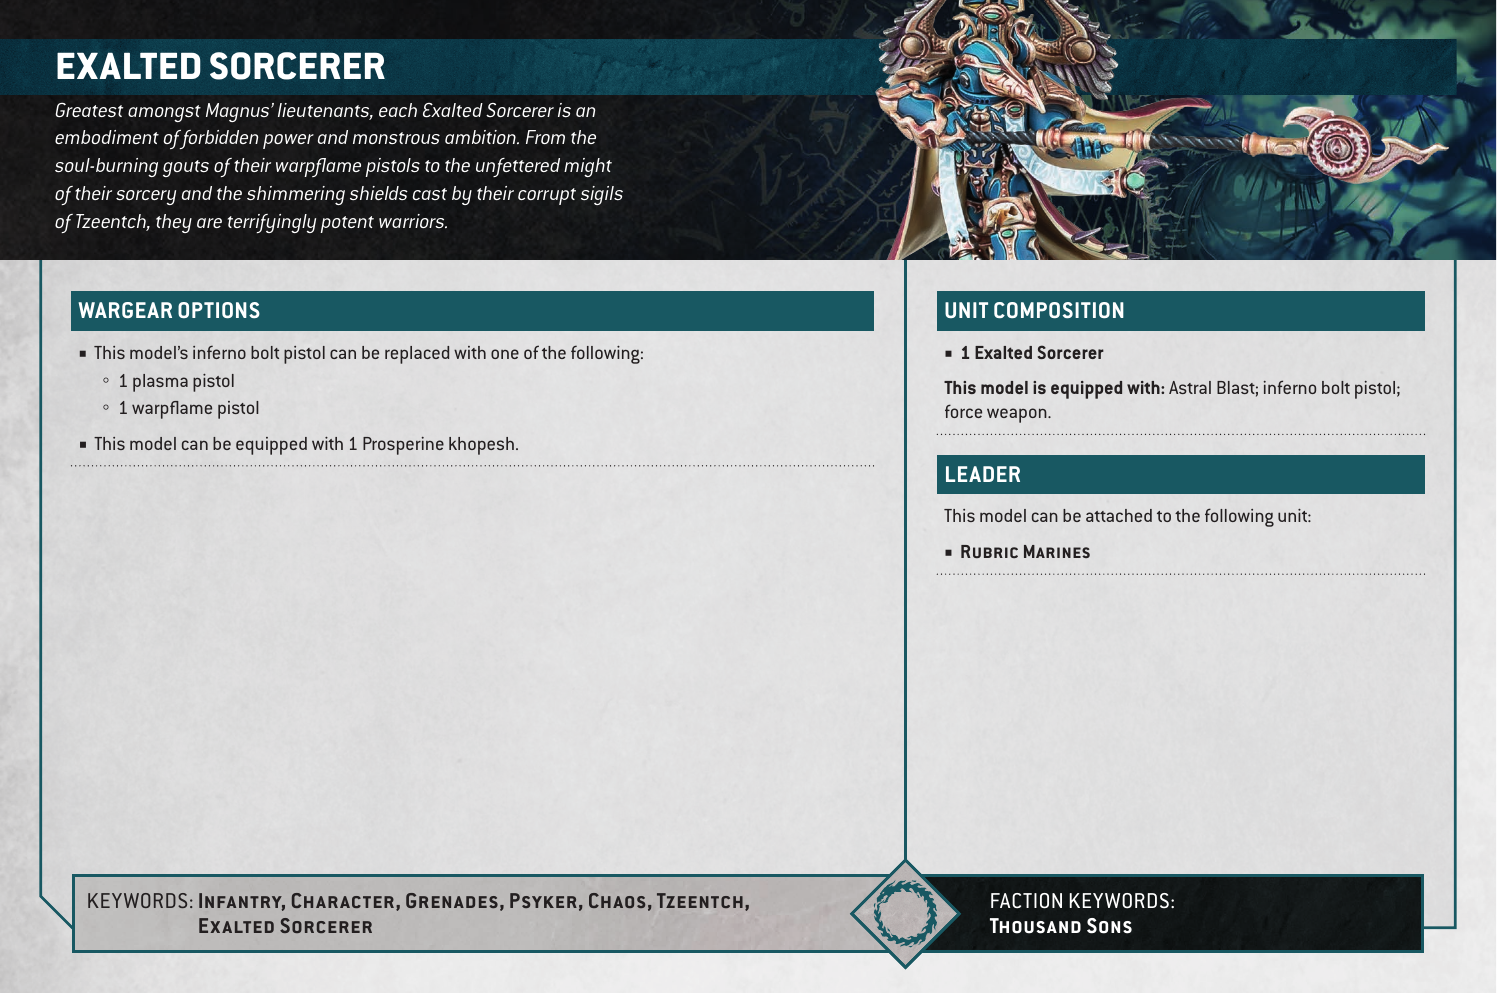 EXALTED SORCERER
Greatest amongst Magnus’ lieutenants, each Exalted Sorcerer is an
embodiment of forbidden power and monstrous ambition. From the
soul-burning gouts of their warpflame pistols to the unfettered might
of their sorcery and the shimmering shields cast by their corrupt sigils
of Tzeentch, they are terrifyingly potent warriors.
WARGEAR OPTIONS
■ This model’s inferno bolt pistol can be replaced with one of the following:
◦ 1 plasma pistol
◦ 1 warpflame pistol
■ This model can be equipped with 1 Prosperine khopesh.
UNIT COMPOSITION
■ 1 Exalted Sorcerer
This model is equipped with: Astral Blast; inferno bolt pistol;
force weapon.
LEADER
This model can be attached to the following unit:
■ Rubric Marines
KEYWORDS: Infantry, Character, Grenades, Psyker, Chaos, Tzeentch,
Exalted Sorcerer
FACTION KEYWORDS:
Thousand Sons